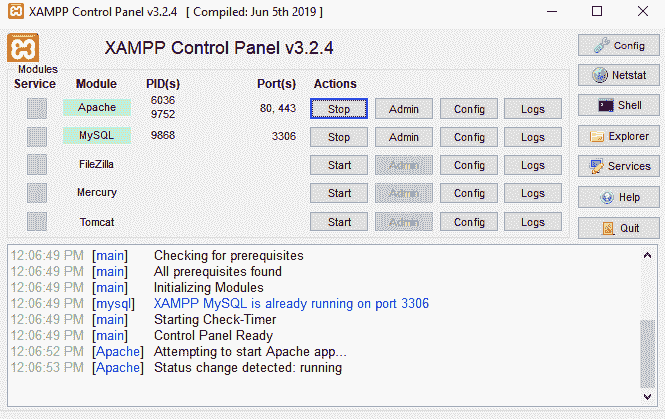 XAMPP Control Panel v3.2.4 [ Compiled: Jun 5th 2019 ]
XAMPP Control Panel v3.2.4
Config
Modules
Service Module PID(s) Port(s) Actions
Netstat
Apache 6036 9752 80, 443 Stop Admin Config Logs
Shell
MySQL 9868 3306 Stop Admin Config Logs
Explorer
FileZilla Start Admin Config Logs
Services
Mercury Start Admin Config Logs
Help
Tomcat Start Admin Config Logs
Quit
12:06:49 PM [main] Checking for prerequisites
12:06:49 PM [main] All prerequisites found
12:06:49 PM [main] Initializing Modules
12:06:49 PM [mysql] XAMPP MySQL is already running on port 3306
12:06:49 PM [main] Starting Check-Timer
12:06:49 PM [main] Control Panel Ready
12:06:52 PM [Apache] Attempting to start Apache app...
12:06:53 PM [Apache] Status change detected: running